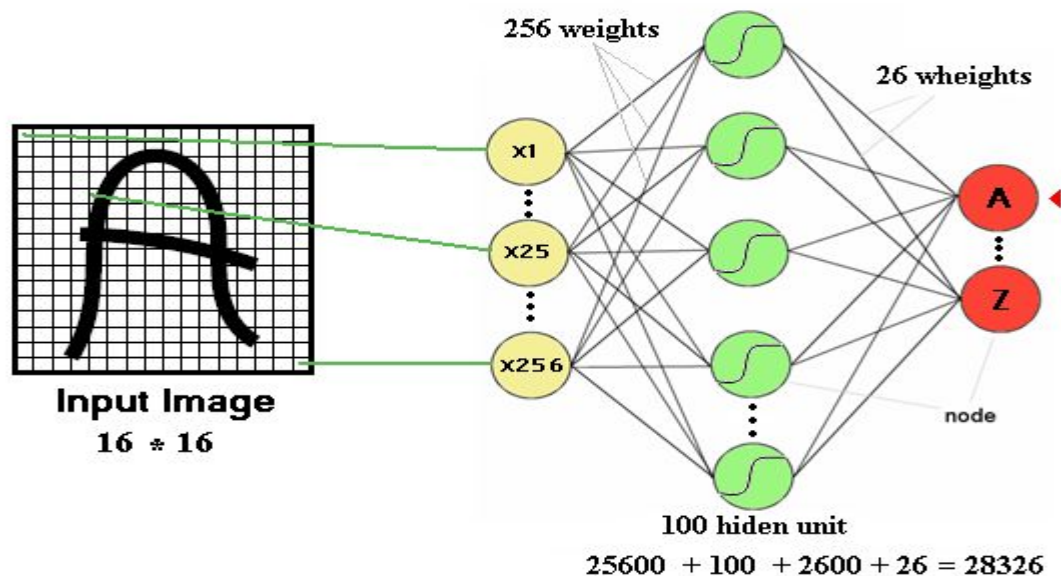 256 weights
26 wheights
x1
x25
x256
A
Z
Input Image
16 * 16
node
100 hiden unit
25600 + 100 + 2600 + 26 = 28326